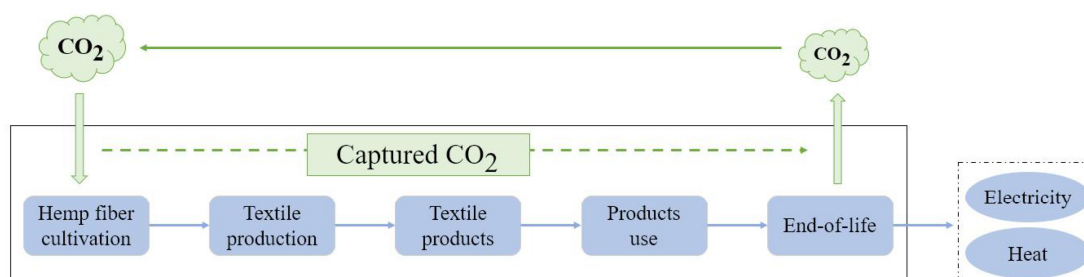 CO2
CO2
Captured CO2
Hemp fiber
cultivation
Textile
production
Textile
products
Products
use
End-of-life
Electricity
Heat